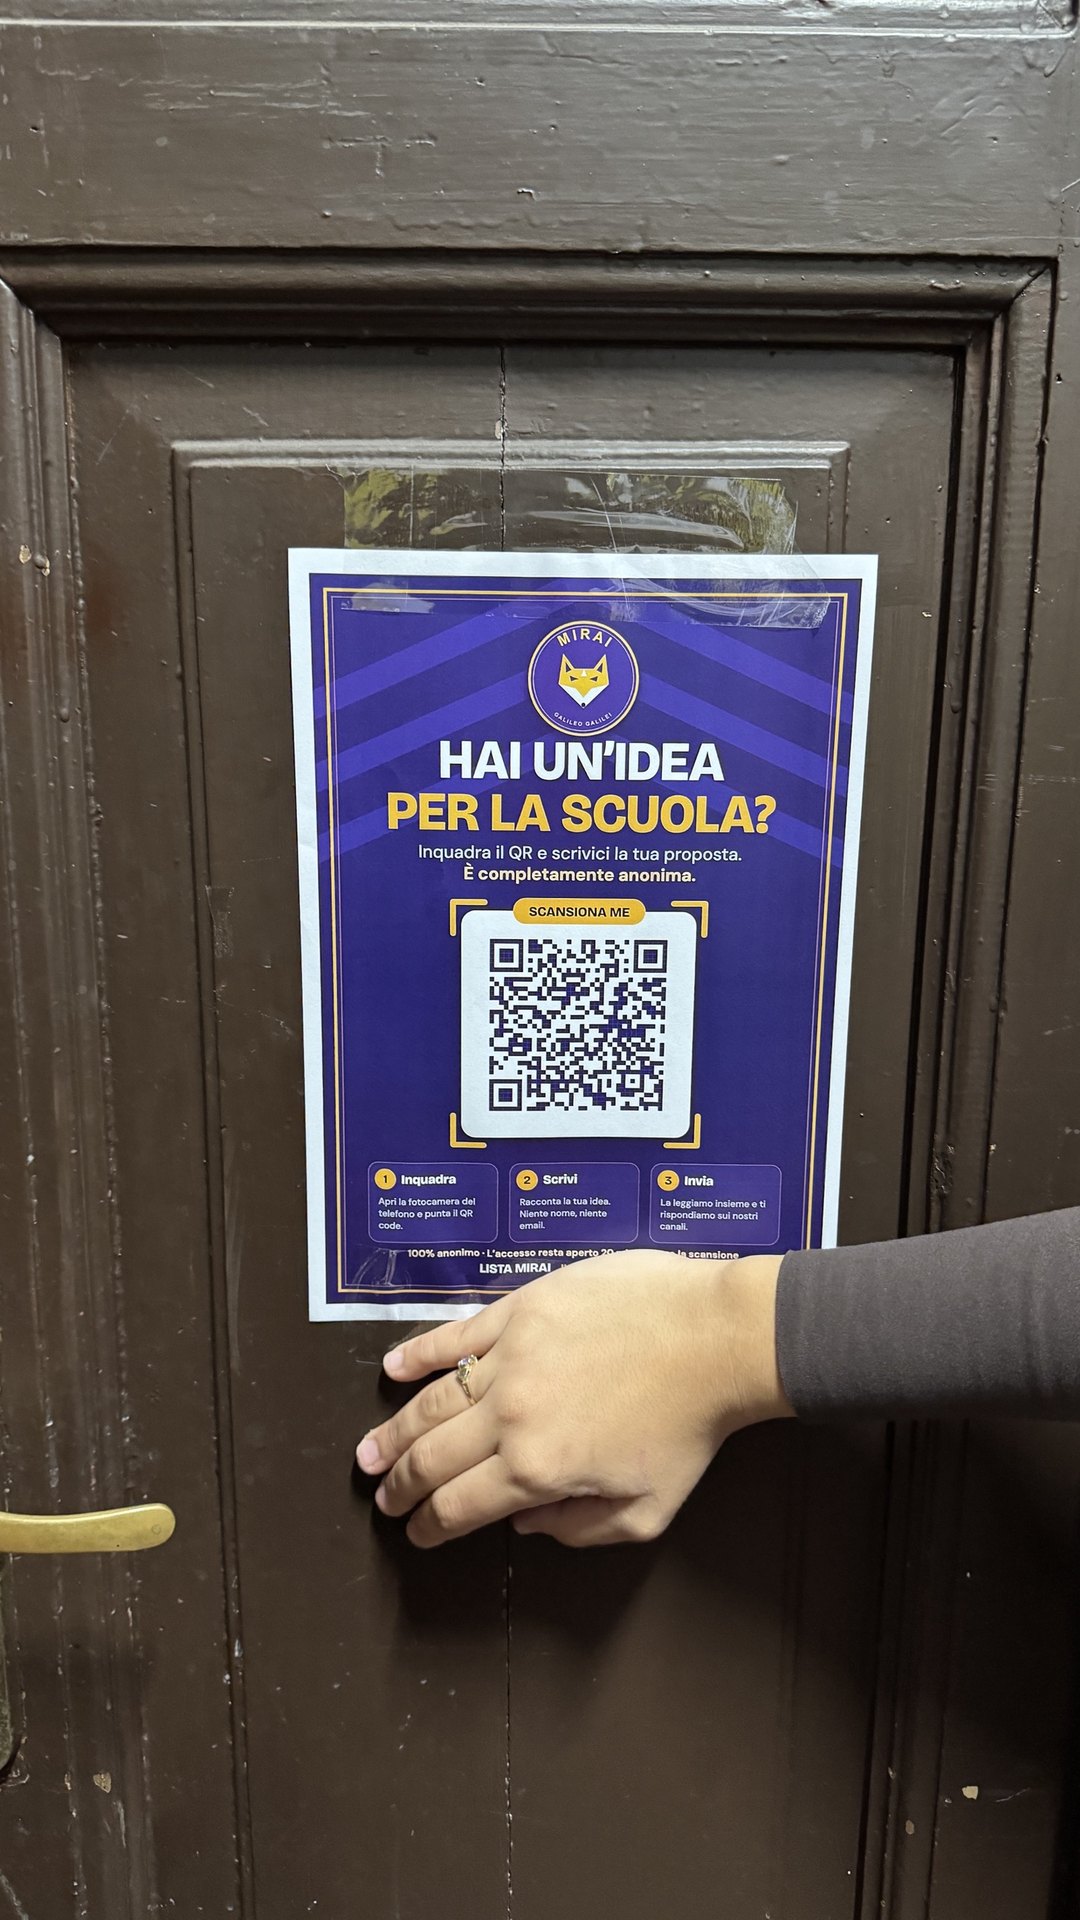 MIRAI
GALILEO GALILEI
HAI UN'IDEA
PER LA SCUOLA?
Inquadra il QR e scrivici la tua proposta.
È completamente anonima.
SCANSIONA ME
1 Inquadra
Apri la fotocamera del
telefono e punta il QR
code.
2 Scrivi
Racconta la tua idea.
Niente nome, niente
email.
3 Invia
La leggiamo insieme e ti
rispondiamo sui nostri
canali.
100% anonimo · L'accesso resta aperto 20 la scansione
LISTA MIRAI